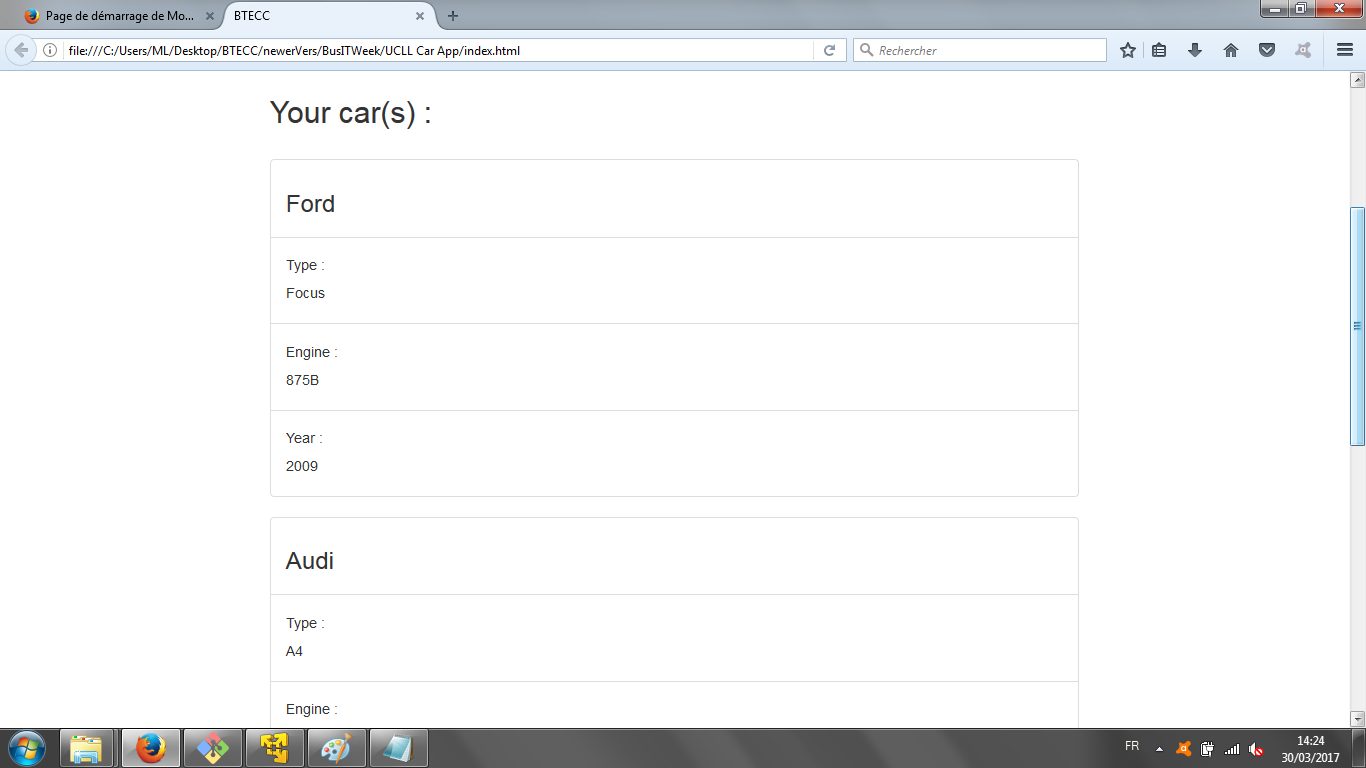 Page de démarrage de Mo...
BTECC
file:///C:/Users/ML/Desktop/BTECC/newerVers/BusITWeek/UCLL Car App/index.html
Rechercher
Your car(s) :
Ford
Type :
Focus
Engine :
875B
Year :
2009
Audi
Type :
A4
Engine :
FR
14:24
30/03/2017